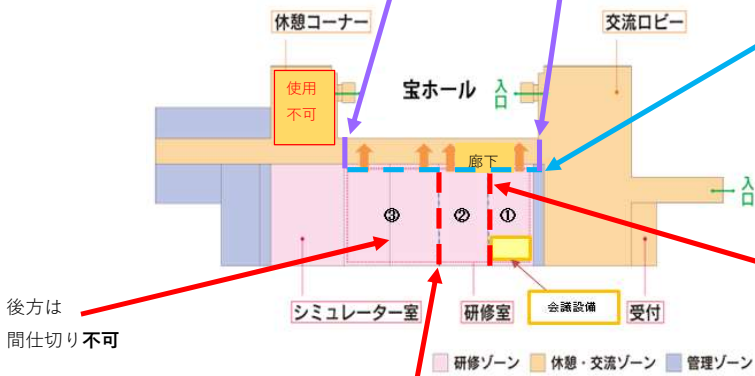 休憩コーナー
交流ロビー
使用
不可
宝ホール
入口
廊下
入口
③
②
①
後方は
間仕切り不可
シミュレーター室
研修室
会議設備
受付
研修ゾーン
休憩・交流ゾーン
管理ゾーン